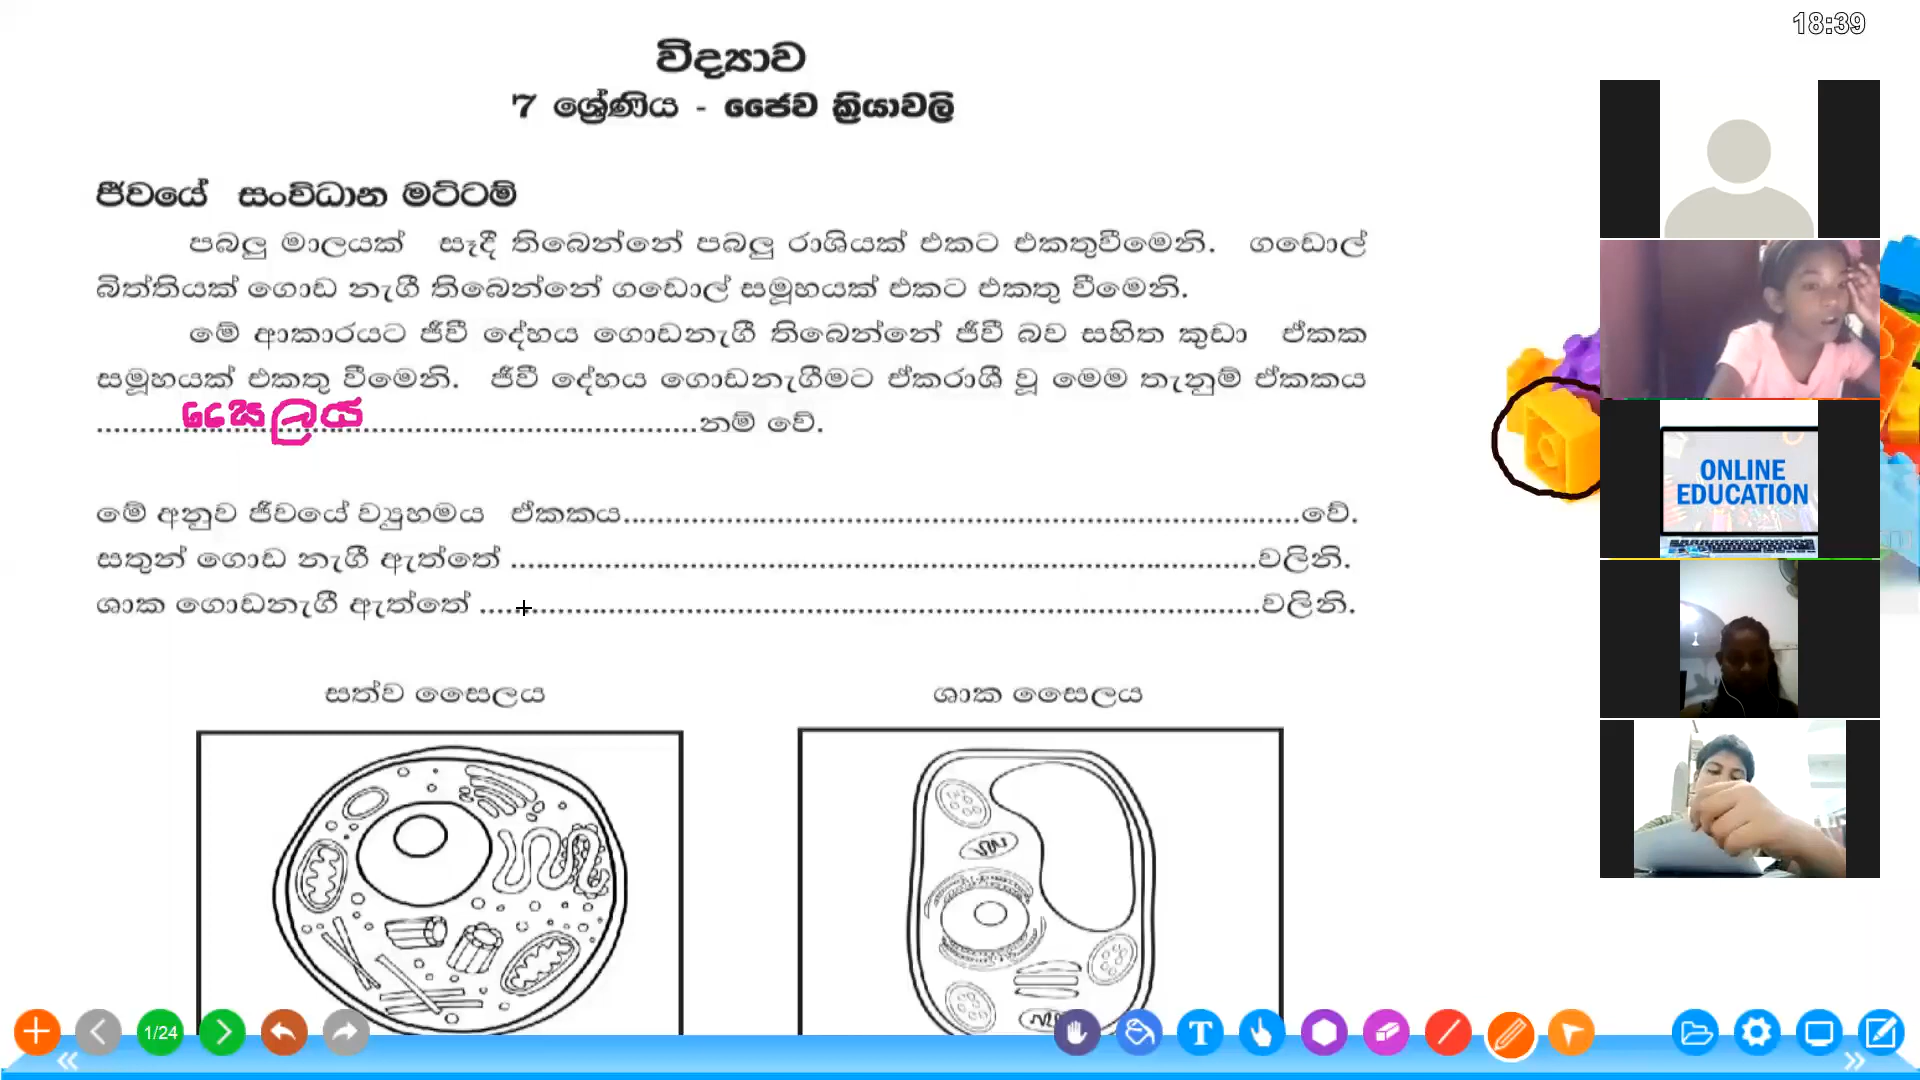 18:39
විද්‍යාව
7 ශ්‍රේණිය - ජෛව ක්‍රියාවලි
ජීවයේ සංවිධාන මට්ටම්
පබලු මාලයක් සෑදී තිබෙන්නේ පබලු රාශියක් එකට එකතුවීමෙනි. ගඩොල්
බිත්තියක් ගොඩ නැගී තිබෙන්නේ ගඩොල් සමූහයක් එකට එකතු වීමෙනි.
මේ ආකාරයට ජීවී දේහය ගොඩනැගී තිබෙන්නේ ජීවී බව සහිත කුඩා ඒකක
සමූහයක් එකතු වීමෙනි. ජීවී දේහය ගොඩනැගීමට ඒකරාශී වූ මෙම තැනුම් ඒකකය
සෛලය නම් වේ.
මේ අනුව ජීවයේ ව්‍යුහමය ඒකකය............වේ.
සතුන් ගොඩ නැගී ඇත්තේ ............වලිනි.
ශාක ගොඩනැගී ඇත්තේ ............වලිනි.
සත්ව සෛලය
ශාක සෛලය
ONLINE
EDUCATION
1/24
T